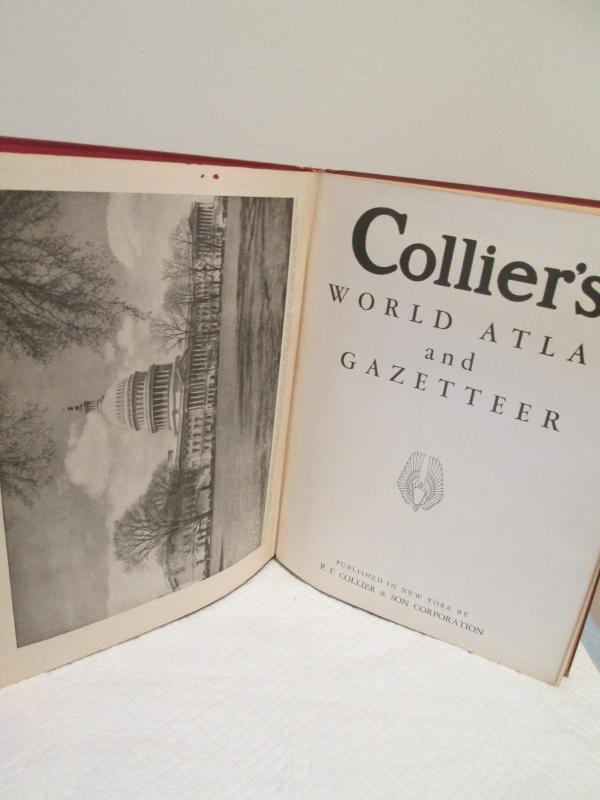 Collier's
WORLD ATLA
and
GAZETTEER
PUBLISHED IN NEW YORK BY
P. F. COLLIER & SON CORPORATION